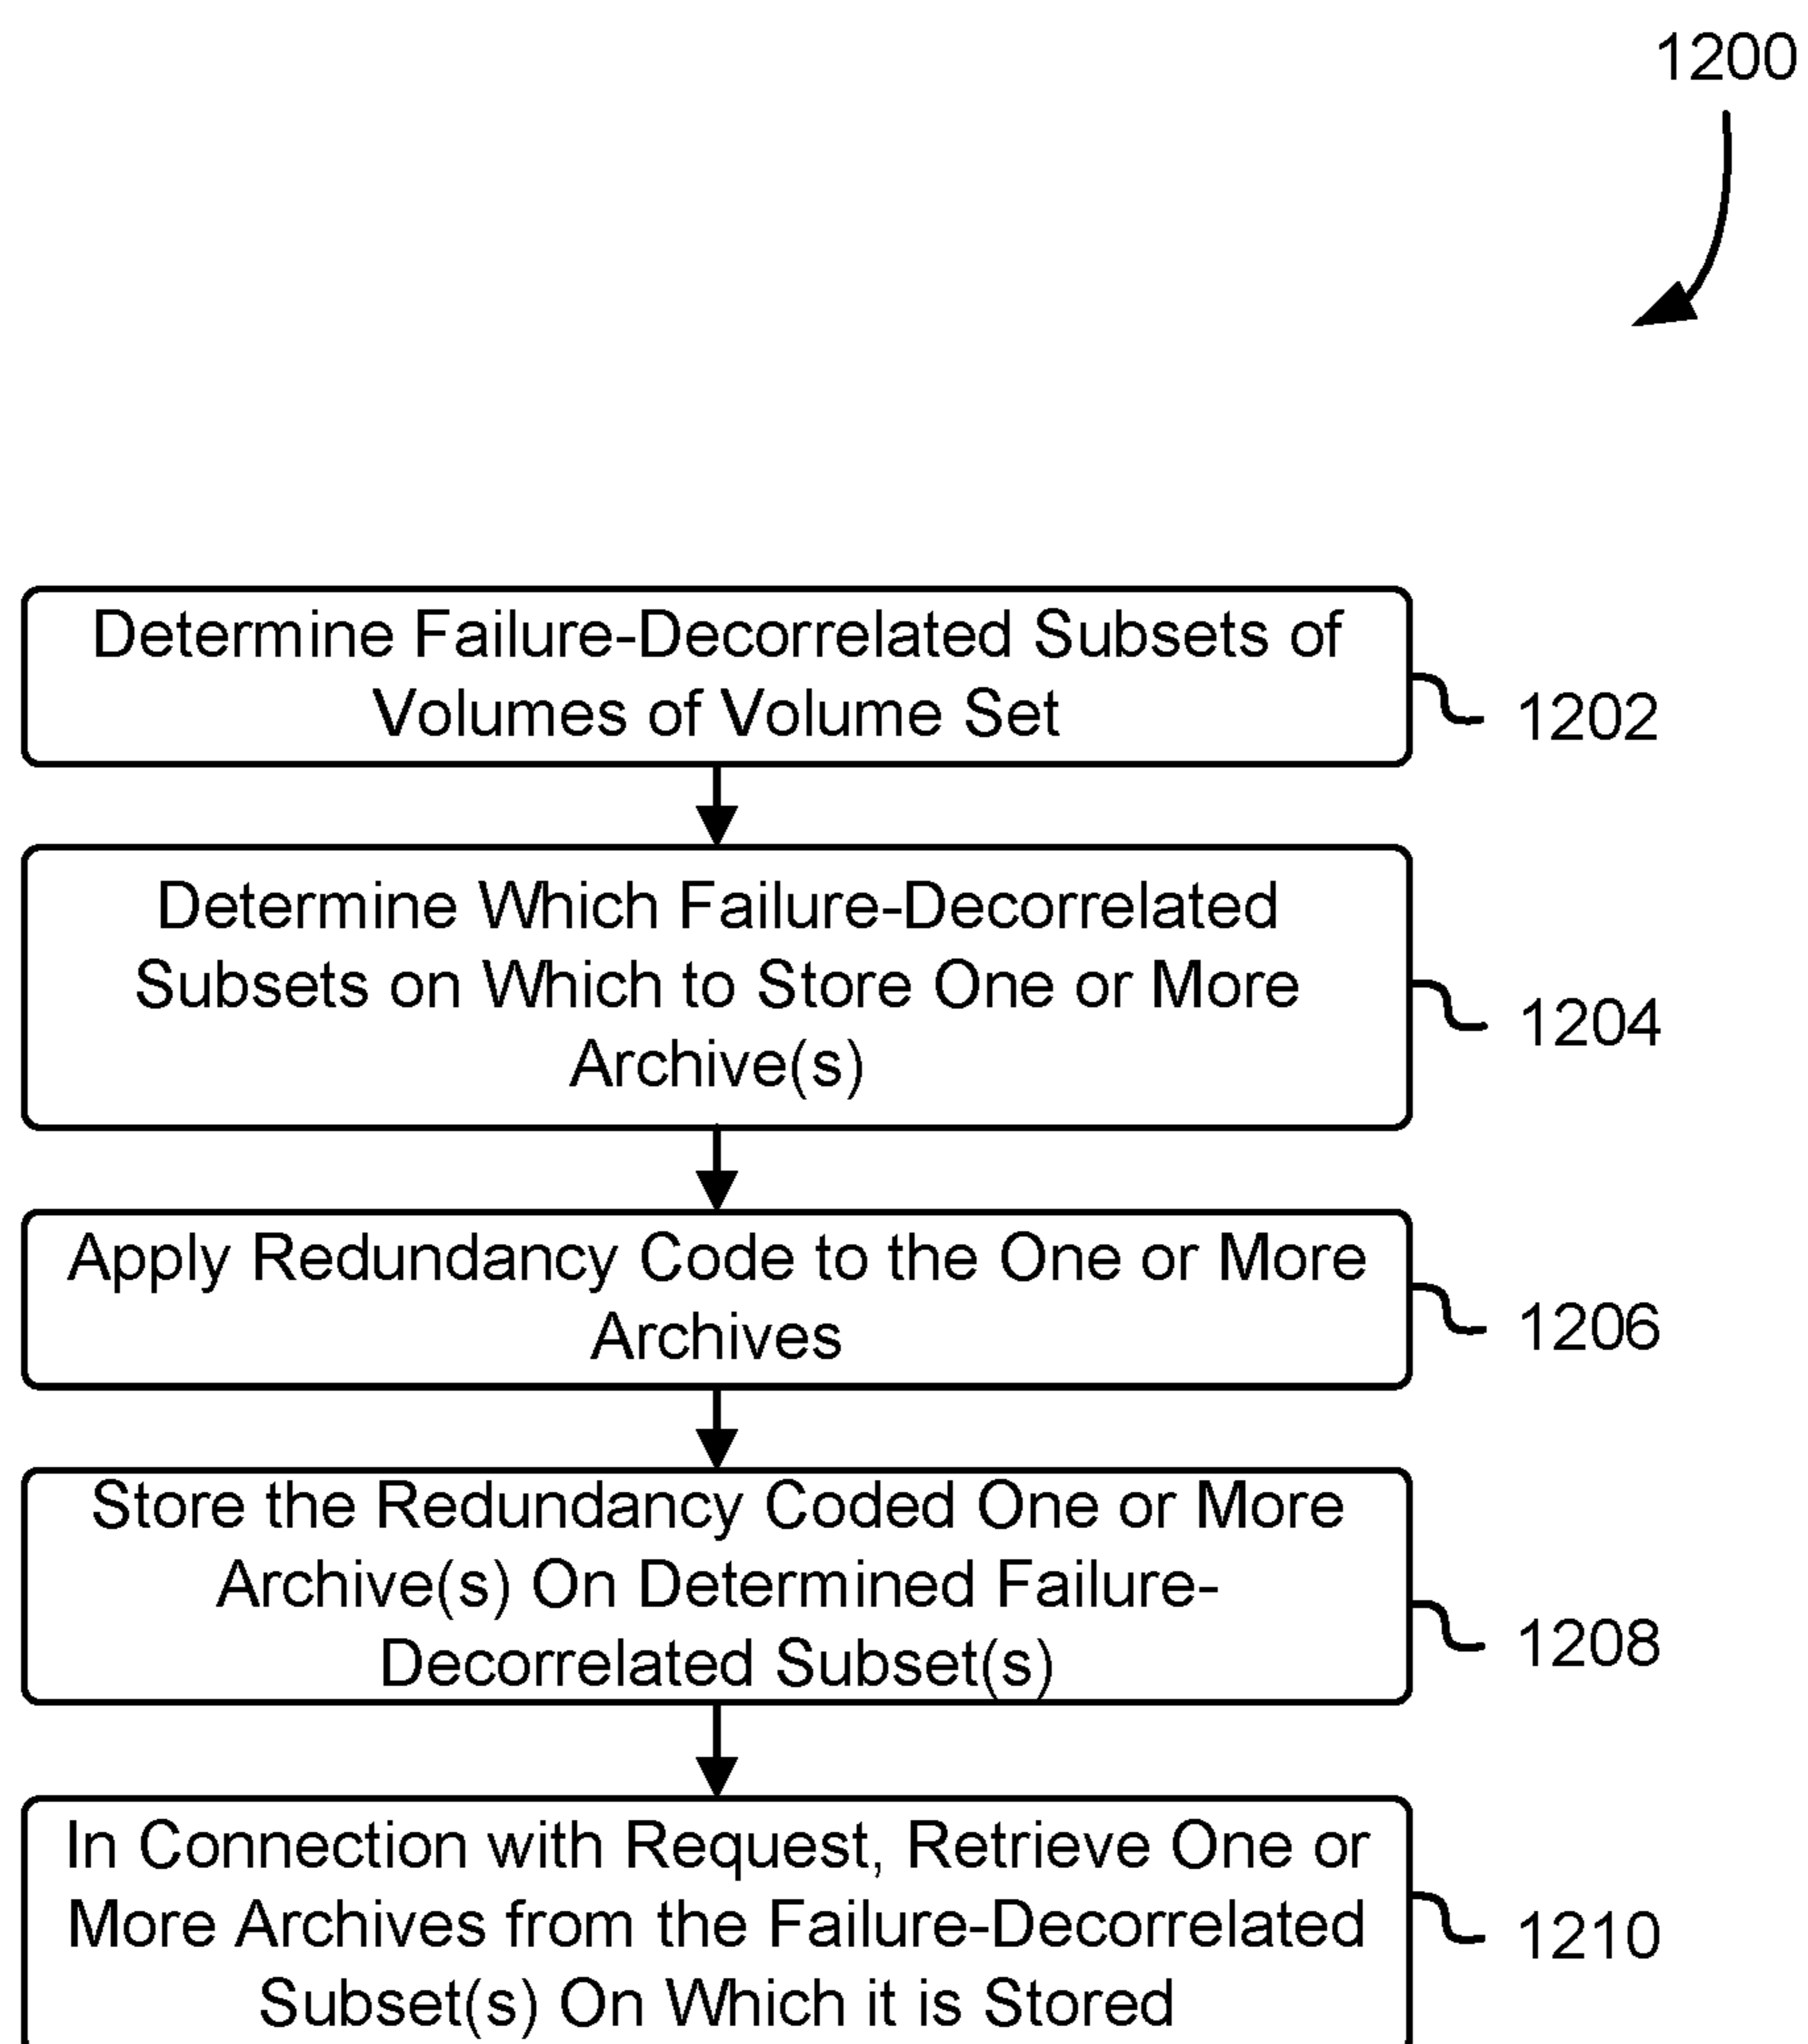 1200
Determine Failure-Decorrelated Subsets of
Volumes of Volume Set
1202
Determine Which Failure-Decorrelated
Subsets on Which to Store One or More
Archive(s)
1204
Apply Redundancy Code to the One or More
Archives
1206
Store the Redundancy Coded One or More
Archive(s) On Determined Failure-
Decorrelated Subset(s)
1208
In Connection with Request, Retrieve One or
More Archives from the Failure-Decorrelated
Subset(s) On Which it is Stored
1210